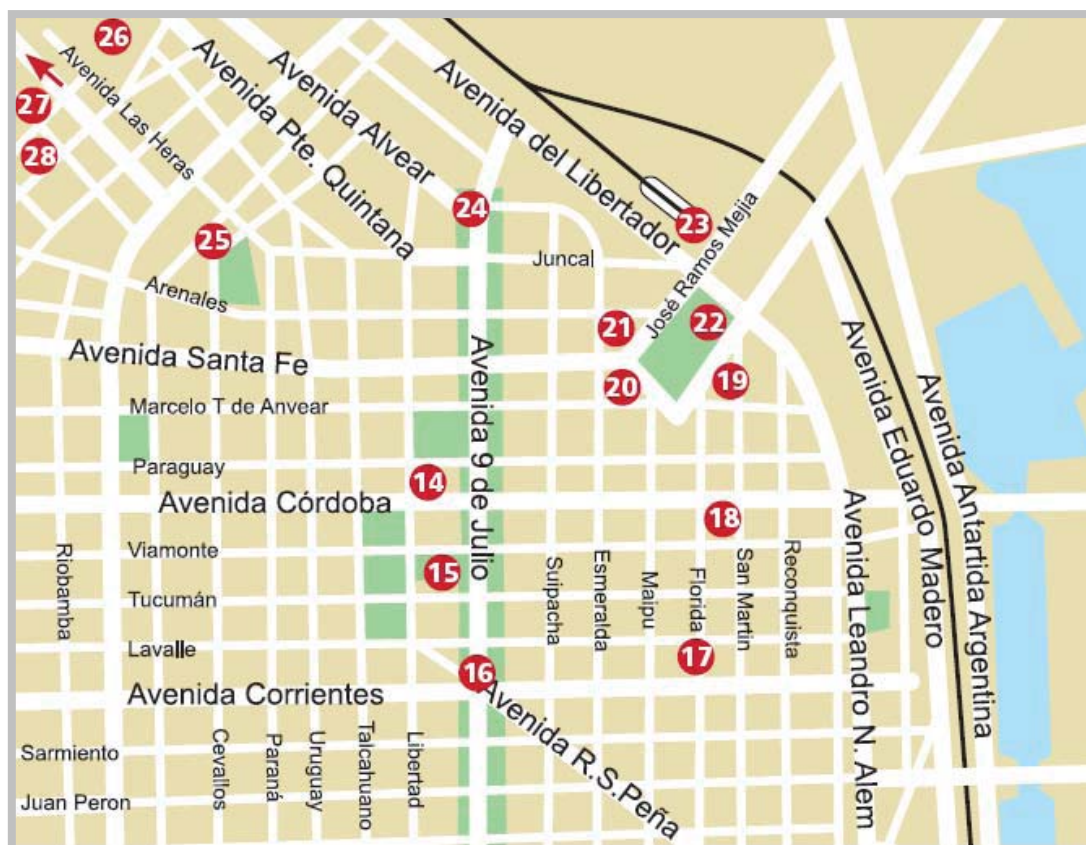 26
Avenida Las Heras
27
28
Avenida Pte. Quintana
Avenida Alvear
Avenida del Libertador
24
23
25
Juncal
José Ramos Mejia
Arenales
21
22
Avenida Santa Fe
20
19
Marcelo T de Anvear
Avenida 9 de Julio
Paraguay
14
Avenida Córdoba
18
Avenida Eduardo Madero
Avenida Antartida Argentina
Avenida Leandro N. Alem
Viamonte
15
Riobamba
Tucumán
Suipacha
Esmeralda
Maipu
Florida
San Martin
Reconquista
Lavalle
17
16
Avenida Corrientes
Avenida R.S.Peña
Sarmiento
Cevallos
Paraná
Uruguay
Talcahuano
Libertad
Juan Peron